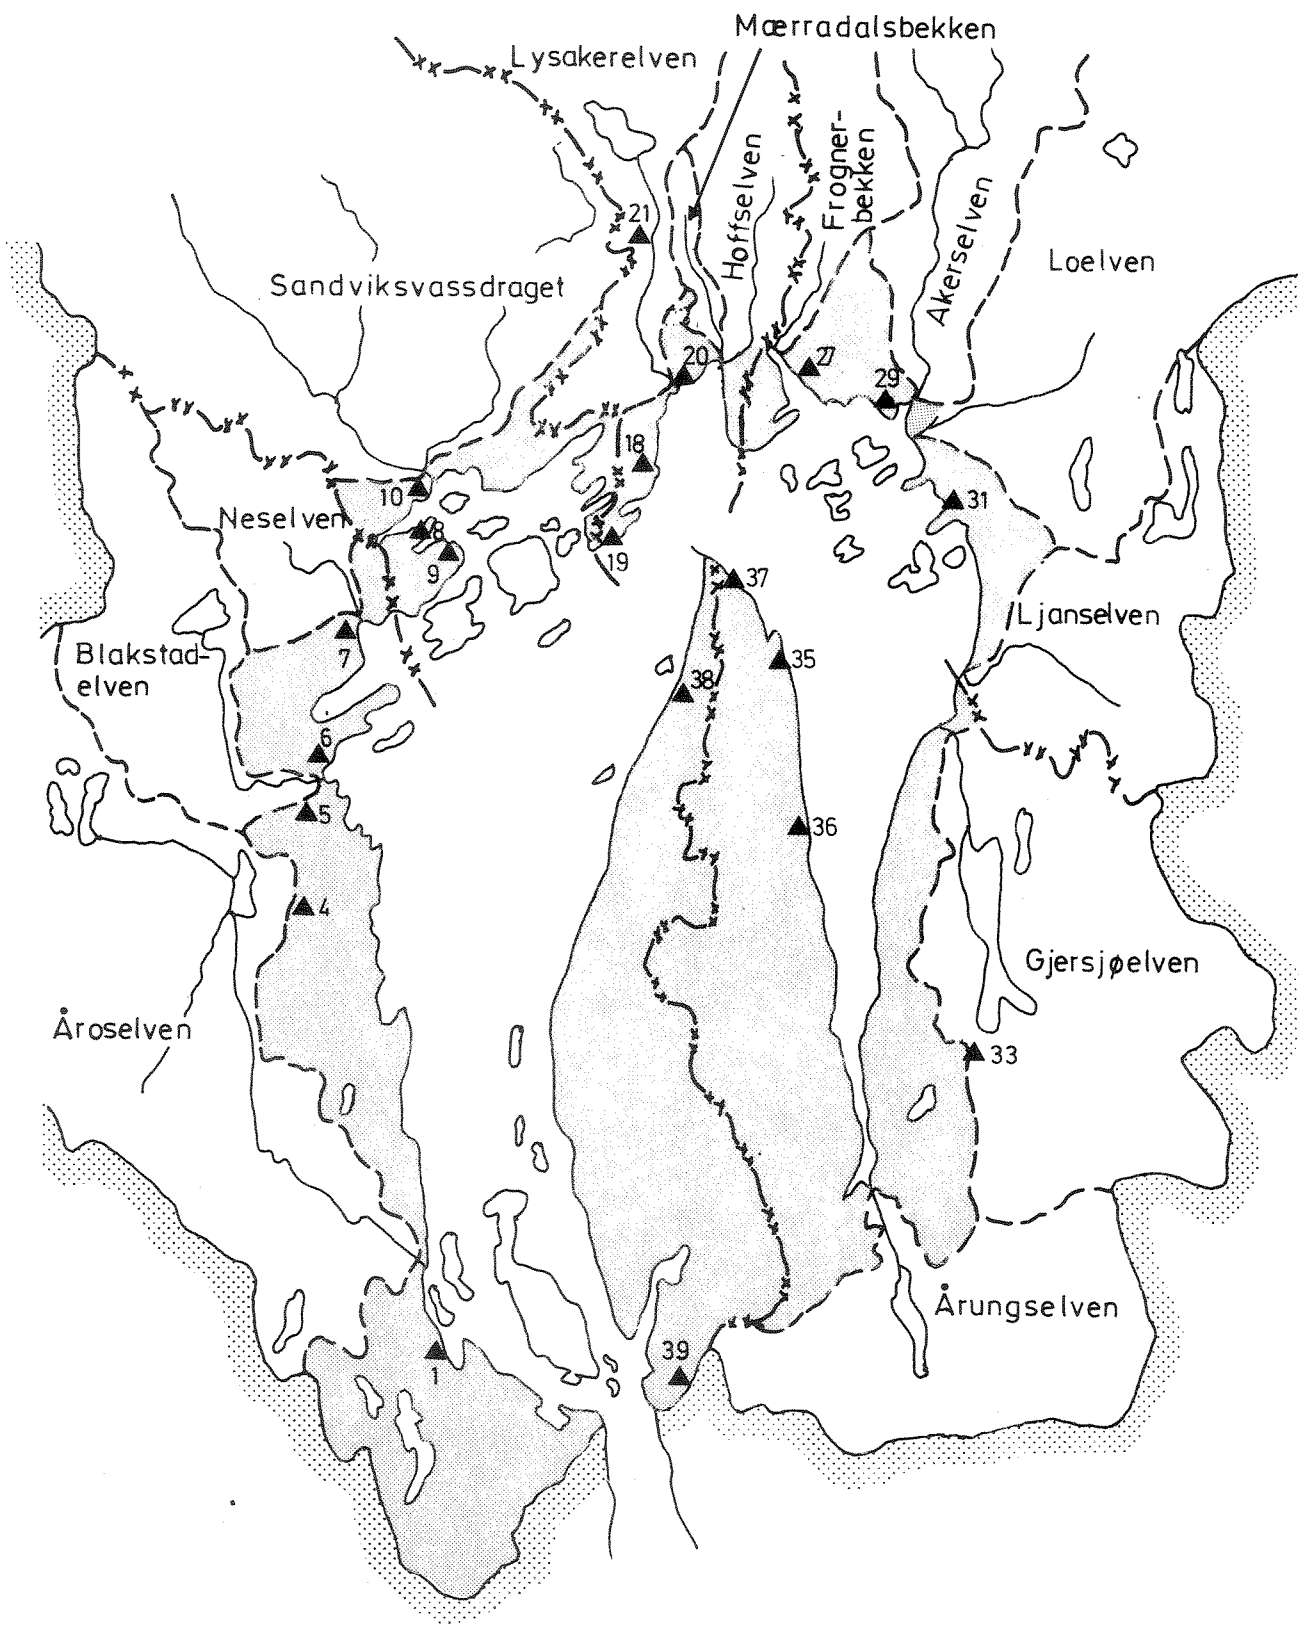 Mærradalsbekken
Lysakerelven
Hoffselven
Frogner-
bekken
Akerselven
21
Loelven
Sandviksvassdraget
20
27
29
18
10
31
Neselven
8
9
19
37
Ljanselven
7
35
Blakstad-
elven
38
6
5
36
4
Gjersjøelven
Åroselven
33
Årungselven
39
1